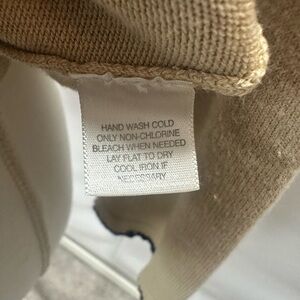 HAND WASH COLD
ONLY NON-CHLORINE
BLEACH WHEN NEEDED
LAY FLAT TO DRY
COOL IRON IF
NECESSARY